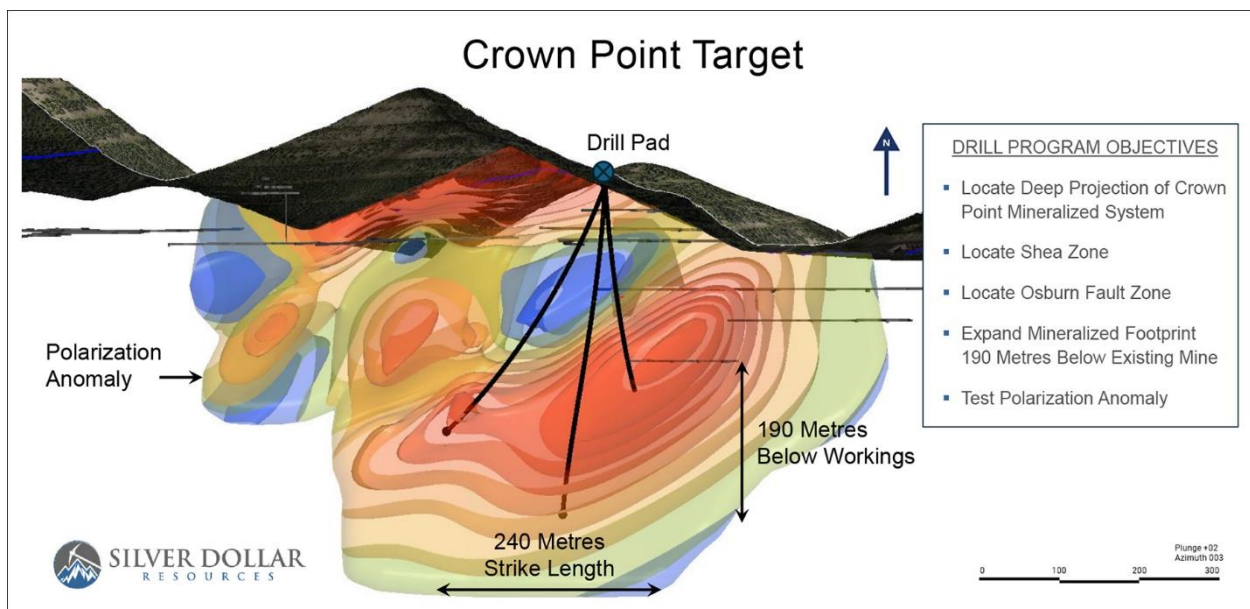 Crown Point Target
Drill Pad
N
DRILL PROGRAM OBJECTIVES
▪ Locate Deep Projection of Crown
Point Mineralized System
▪ Locate Shea Zone
▪ Locate Osburn Fault Zone
▪ Expand Mineralized Footprint
190 Metres Below Existing Mine
▪ Test Polarization Anomaly
Polarization
Anomaly
190 Metres
Below Workings
240 Metres
Strike Length
SILVER DOLLAR
RESOURCES
Plunge +02
Azimuth 003
0 100 200 300